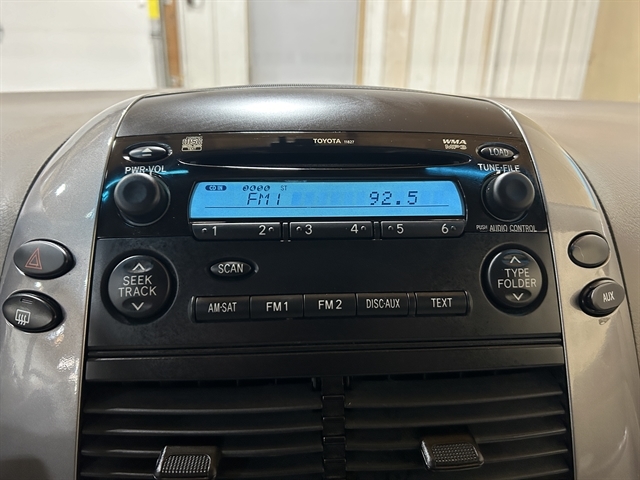 TOYOTA 11827
WMA
MP3
LOAD
PWR·VOL
TUNE·FILE
ST
FM1 92.5
1 2 3 4 5 6
PUSH AUDIO CONTROL
SEEK
TRACK
SCAN
TYPE
FOLDER
AM·SAT FM1 FM2 DISC·AUX TEXT
AUX